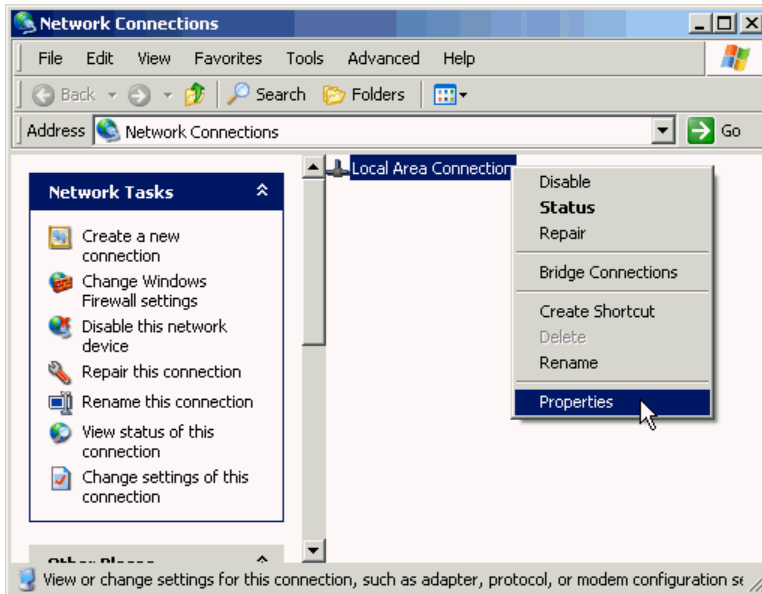 Network Connections
File Edit View Favorites Tools Advanced Help
Back Search Folders
Address Network Connections Go
Network Tasks
Create a new
connection
Change Windows
Firewall settings
Disable this network
device
Repair this connection
Rename this connection
View status of this
connection
Change settings of this
connection
Other Places
Local Area Connection
Disable
Status
Repair
Bridge Connections
Create Shortcut
Delete
Rename
Properties
View or change settings for this connection, such as adapter, protocol, or modem configuration se